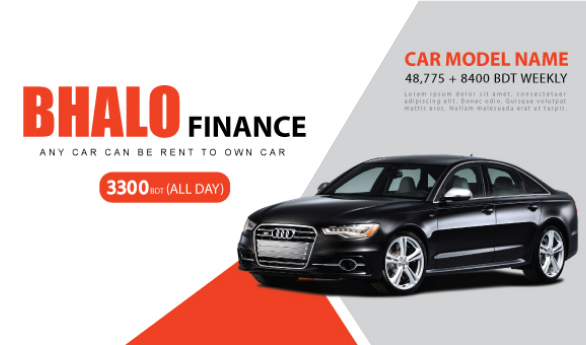 CAR MODEL NAME
48,775 + 8400 BDT WEEKLY
Lorem ipsum dolor sit amet, consectetur
adipiscing elit. Donec odio. Quisque volutpat
mattis eros. Nullam malesuada erat ut turpis.
BHALO FINANCE
ANY CAR CAN BE RENT TO OWN CAR
3300 BDT (ALL DAY)